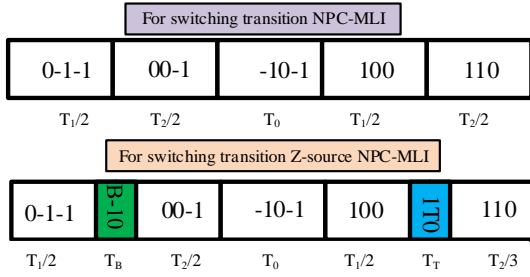 For switching transition NPC-MLI
0-1-1 00-1 -10-1 100 110
T1/2 T2/2 T0 T1/2 T2/2
For switching transition Z-source NPC-MLI
0-1-1 B-10 00-1 -10-1 100 1T0 110
T1/2 TB T2/2 T0 T1/2 TT T2/3